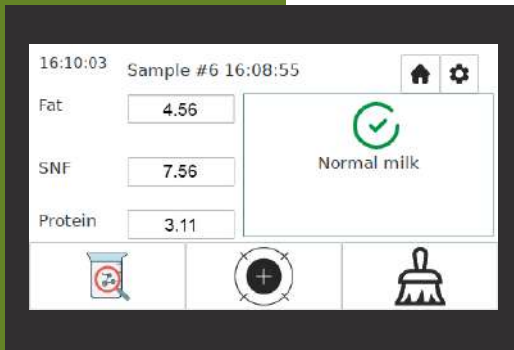 16:10:03 Sample #6 16:08:55
Fat 4.56
Normal milk
SNF 7.56
Protein 3.11